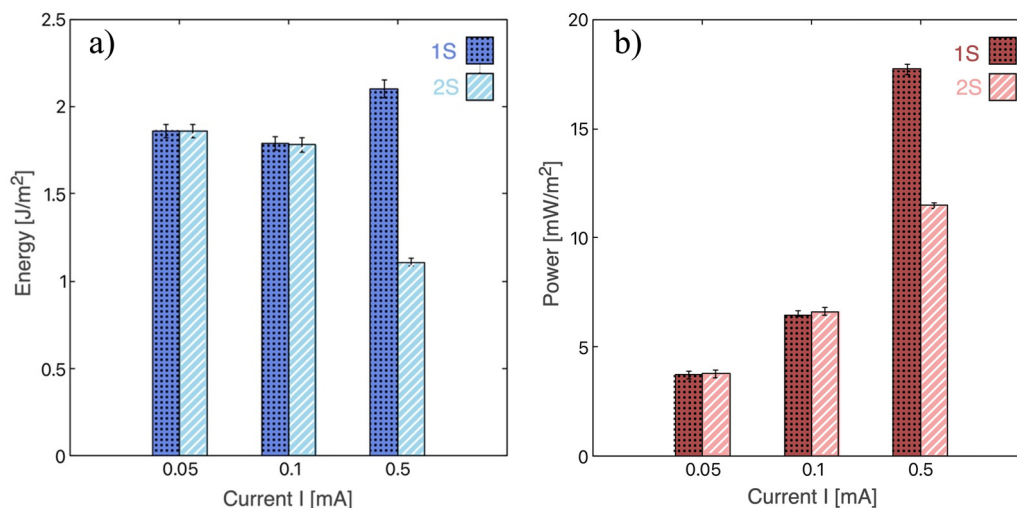 a)
1S
2S
Energy [J/m²]
2.5
2
1.5
1
0.5
0
0.05 0.1 0.5
Current I [mA]
b)
1S
2S
Power [mW/m²]
20
15
10
5
0
0.05 0.1 0.5
Current I [mA]